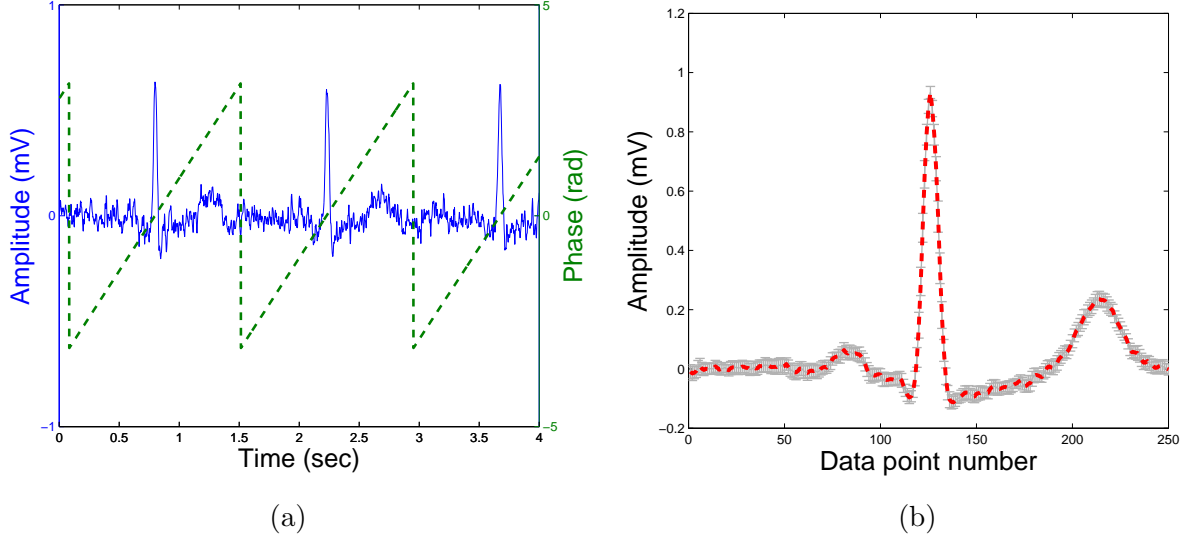 1
0
-1
Amplitude (mV)
5
0
-5
Phase (rad)
0 0.5 1 1.5 2 2.5 3 3.5 4
Time (sec)
(a)
1.2
1
0.8
0.6
0.4
0.2
0
-0.2
Amplitude (mV)
0 50 100 150 200 250
Data point number
(b)